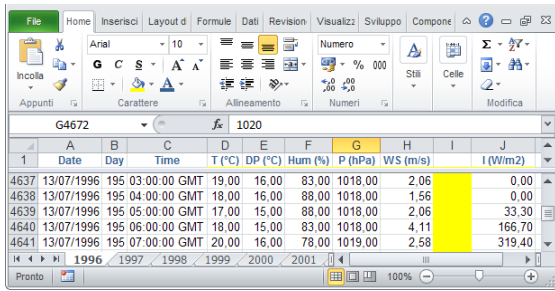 File Home Inserisci Layout d Formule Dati Revision Visualizz Sviluppo Compone
Arial 10 Numero
Incolla G C S A A % 000 Stili Celle Σ
Appunti Carattere Allineamento Numeri Modifica
G4672 fx 1020
A B C D E F G H I J
1 Date Day Time T (°C) DP (°C) Hum (%) P (hPa) WS (m/s) I (W/m2)
4637 13/07/1996 195 03:00:00 GMT 19,00 16,00 83,00 1018,00 2,06 0,00
4638 13/07/1996 195 04:00:00 GMT 18,00 16,00 88,00 1018,00 1,56 0,00
4639 13/07/1996 195 05:00:00 GMT 17,00 15,00 88,00 1018,00 2,06 33,30
4640 13/07/1996 195 06:00:00 GMT 18,00 15,00 83,00 1018,00 4,11 166,70
4641 13/07/1996 195 07:00:00 GMT 20,00 16,00 78,00 1019,00 2,58 319,40
1996 1997 1998 1999 2000 2001
Pronto 100%